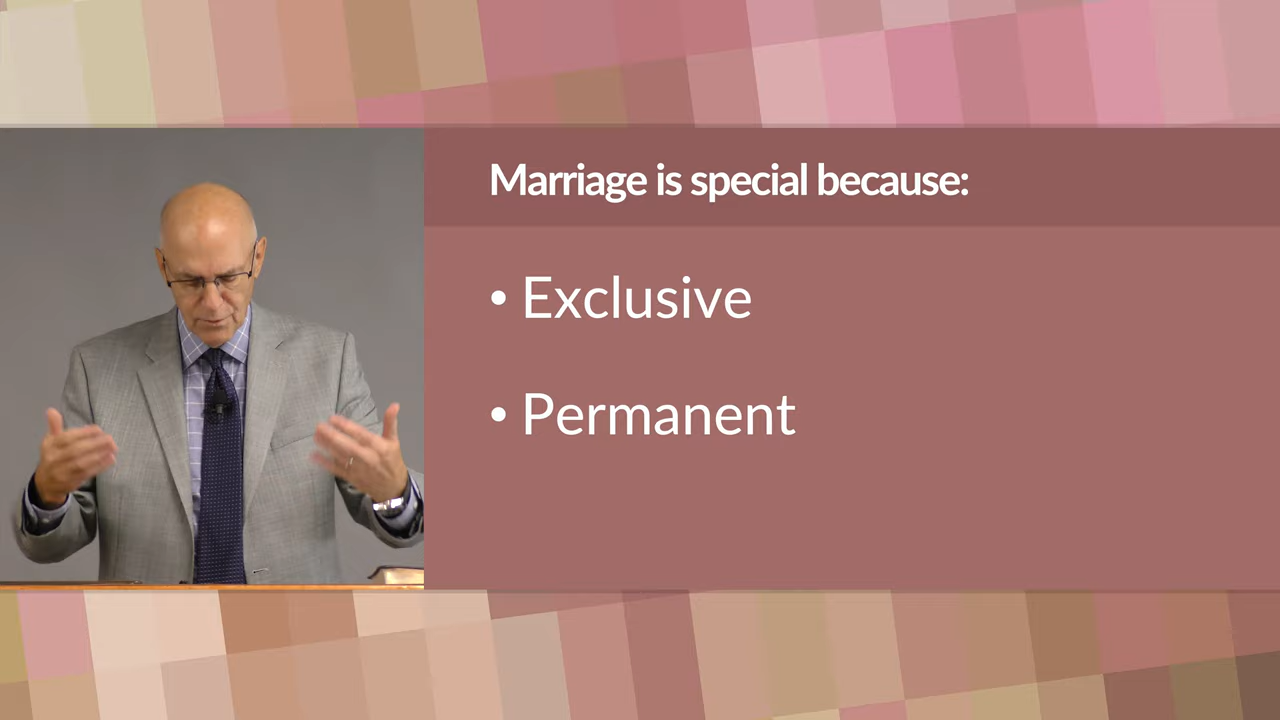 Marriage is special because:
• Exclusive
• Permanent